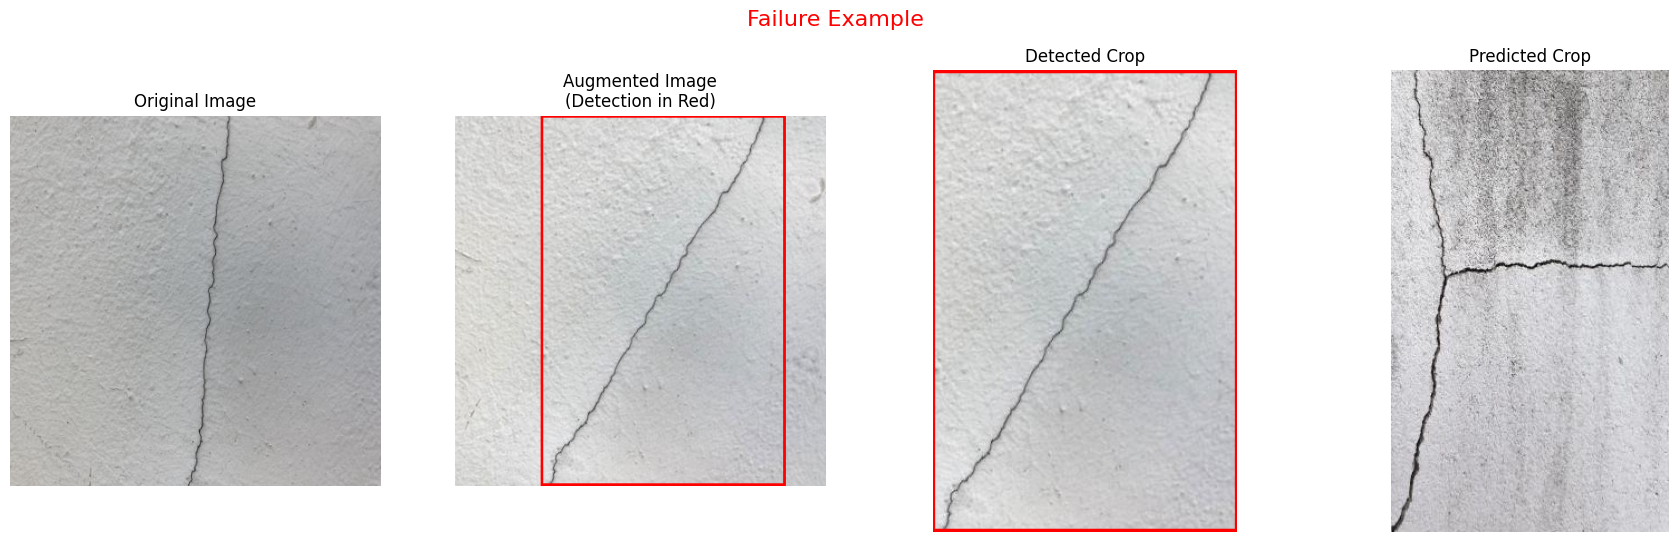 Failure Example
Original Image
Augmented Image
(Detection in Red)
Detected Crop
Predicted Crop